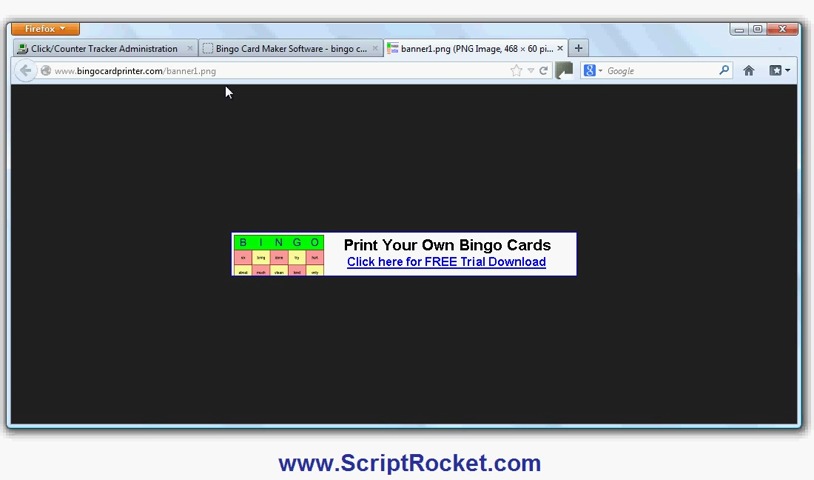 Firefox
Click/Counter Tracker Administration
Bingo Card Maker Software - bingo c...
banner1.png (PNG Image, 468 × 60 pi...
www.bingocardprinter.com/banner1.png
Google
B I N G O
Print Your Own Bingo Cards
Click here for FREE Trial Download
www.ScriptRocket.com